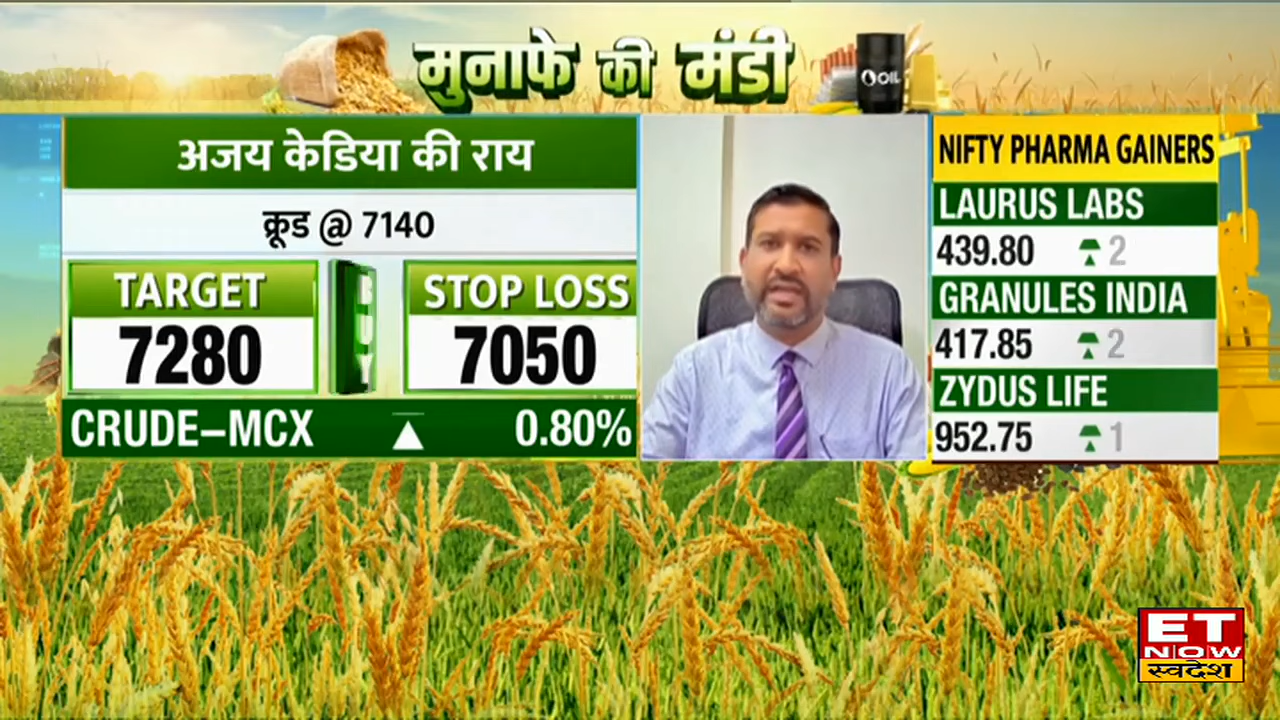 मुनाफे की मंडी
OIL
अजय केडिया की राय
क्रूड @ 7140
TARGET
7280
BUY
STOP LOSS
7050
CRUDE–MCX 0.80%
NIFTY PHARMA GAINERS
LAURUS LABS
439.80 2
GRANULES INDIA
417.85 2
ZYDUS LIFE
952.75 1
ET
NOW
स्वदेश